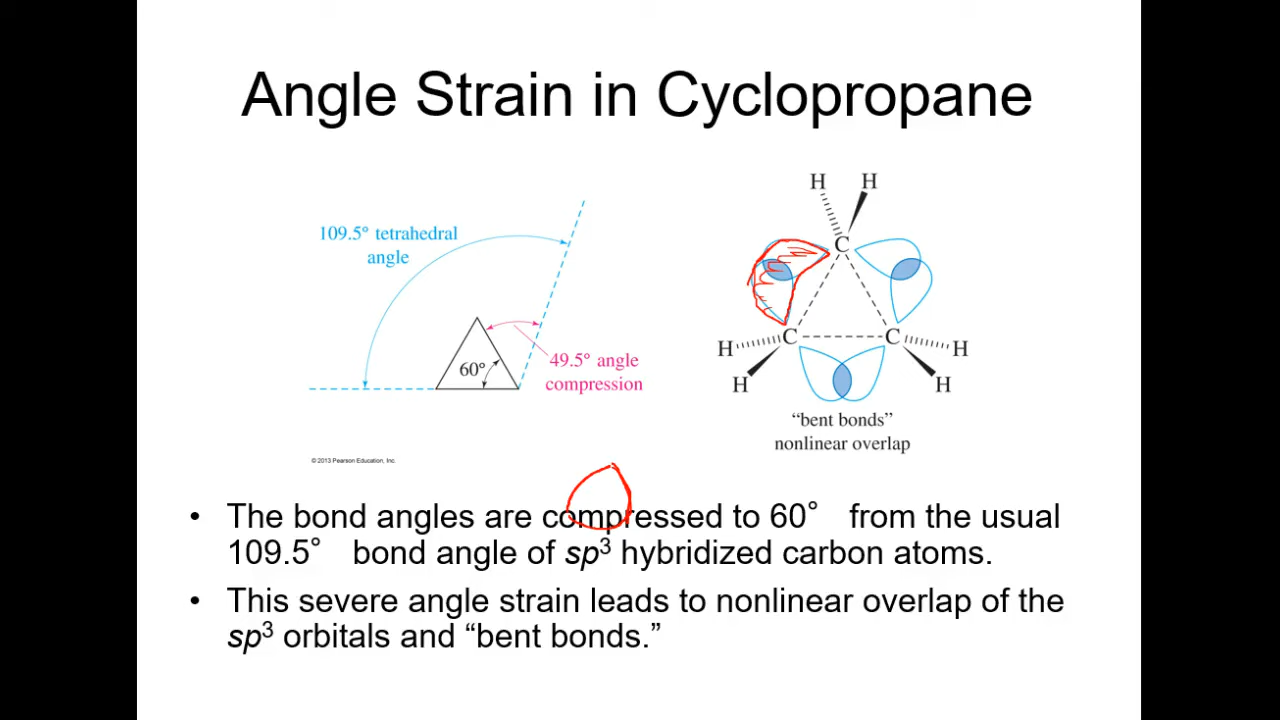 Angle Strain in Cyclopropane
109.5° tetrahedral
angle
60°
49.5° angle
compression
H H
C
H C C H
H H
“bent bonds”
nonlinear overlap
© 2013 Pearson Education, Inc.
• The bond angles are compressed to 60° from the usual
109.5° bond angle of sp³ hybridized carbon atoms.
• This severe angle strain leads to nonlinear overlap of the
sp³ orbitals and “bent bonds.”